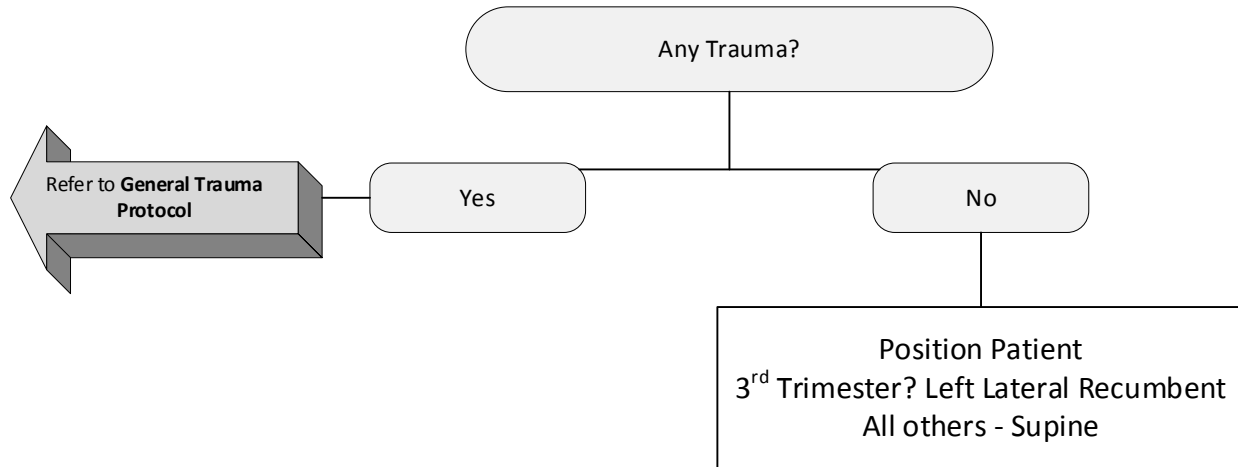 Any Trauma?
Refer to General Trauma
Protocol
Yes
No
Position Patient
3rd Trimester? Left Lateral Recumbent
All others - Supine